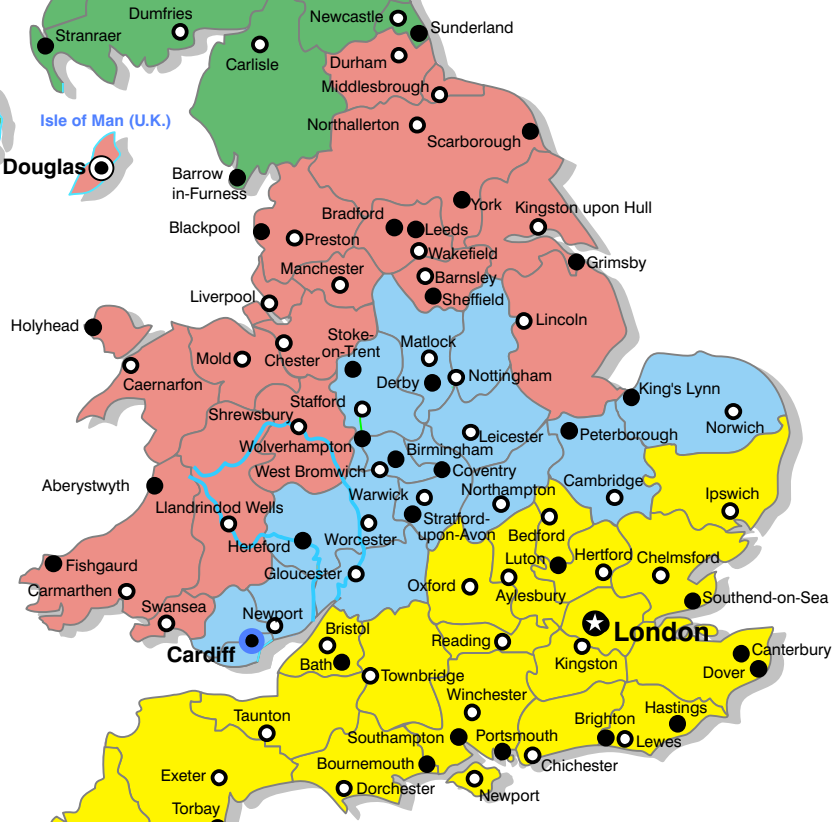 Dumfries
Newcastle
Stranraer
Sunderland
Carlisle
Durham
Middlesbrough
Isle of Man (U.K.)
Northallerton
Scarborough
Douglas
Barrow
in-Furness
York
Kingston upon Hull
Bradford
Blackpool
Leeds
Preston
Wakefield
Grimsby
Manchester
Barnsley
Liverpool
Sheffield
Holyhead
Lincoln
Stoke-
on-Trent
Matlock
Mold
Chester
Caernarfon
Derby
Nottingham
King's Lynn
Stafford
Shrewsbury
Norwich
Wolverhampton
Leicester
Peterborough
Birmingham
West Bromwich
Coventry
Aberystwyth
Cambridge
Warwick
Northampton
Ipswich
Llandrindod Wells
Stratford-
upon-Avon
Bedford
Hereford
Worcester
Luton
Hertford
Chelmsford
Fishgaurd
Gloucester
Oxford
Aylesbury
Carmarthen
Southend-on-Sea
Swansea
Newport
Bristol
London
Reading
Cardiff
Bath
Kingston
Canterbury
Townbridge
Dover
Winchester
Taunton
Hastings
Brighton
Southampton
Portsmouth
Lewes
Bournemouth
Chichester
Exeter
Dorchester
Newport
Torbay